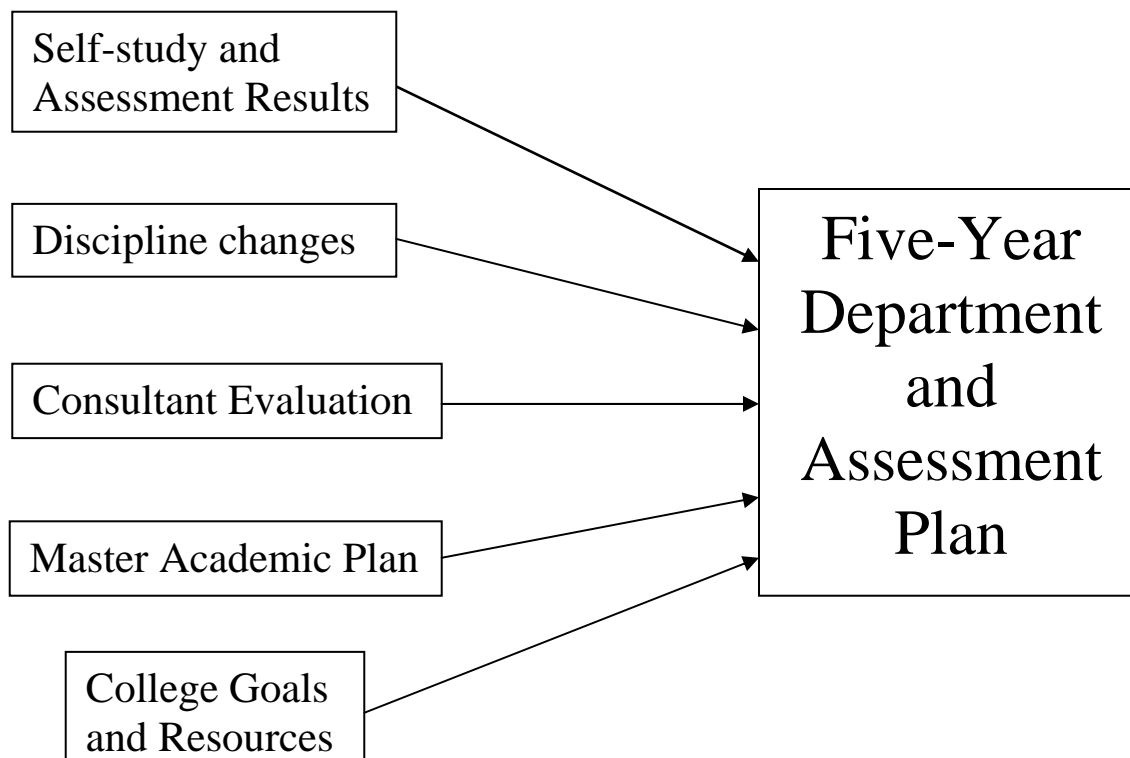 Self-study and
Assessment Results
Discipline changes
Consultant Evaluation
Master Academic Plan
College Goals
and Resources
Five-Year
Department
and
Assessment
Plan